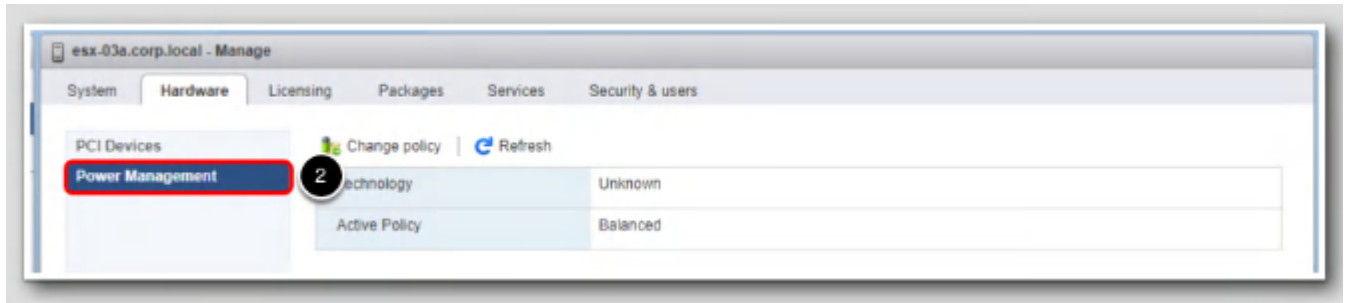 esx-03a.corp.local - Manage
System Hardware Licensing Packages Services Security & users
PCI Devices Change policy Refresh
Power Management 2 echnology Unknown
Active Policy Balanced